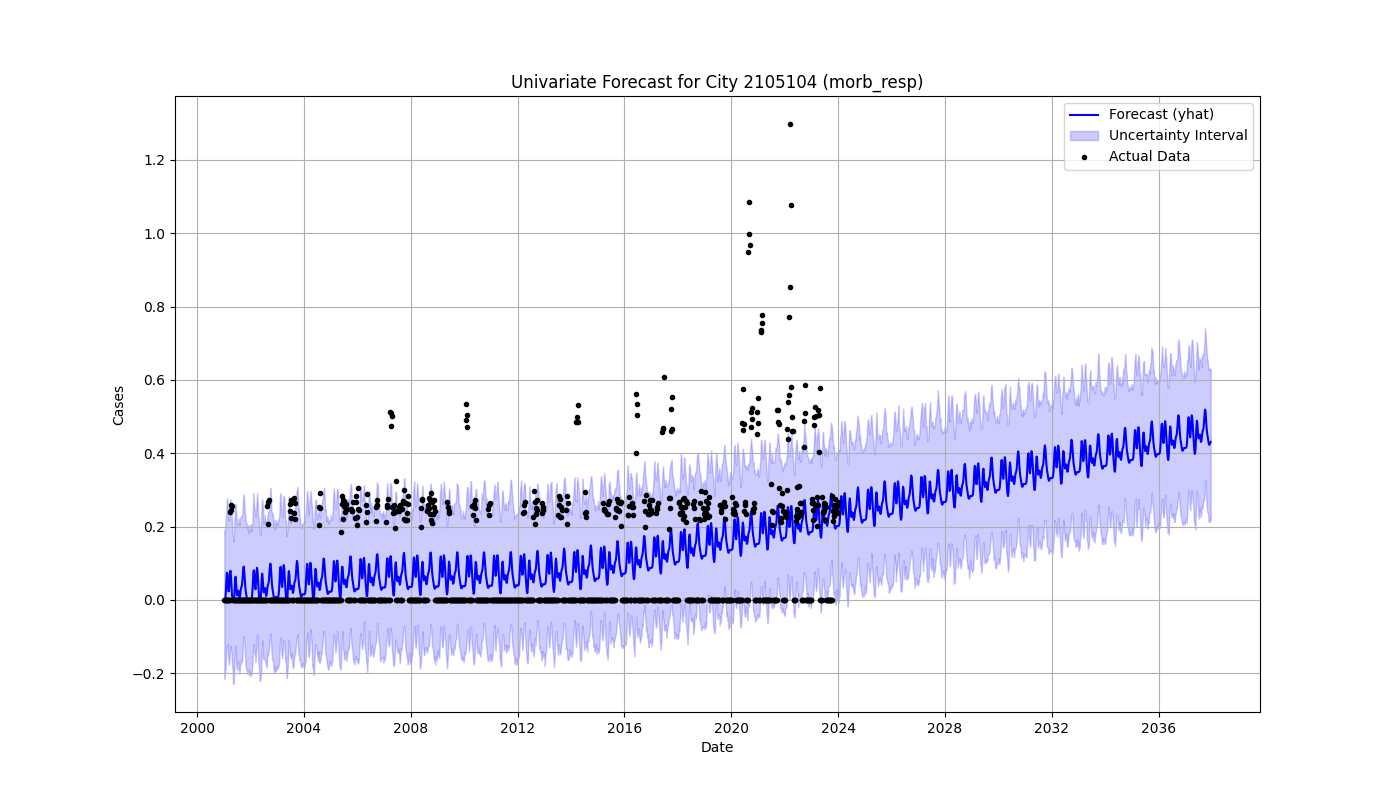 Univariate Forecast for City 2105104 (morb_resp)
Forecast (yhat)
Uncertainty Interval
Actual Data
Cases
1.2
1.0
0.8
0.6
0.4
0.2
0.0
−0.2
2000 2004 2008 2012 2016 2020 2024 2028 2032 2036
Date